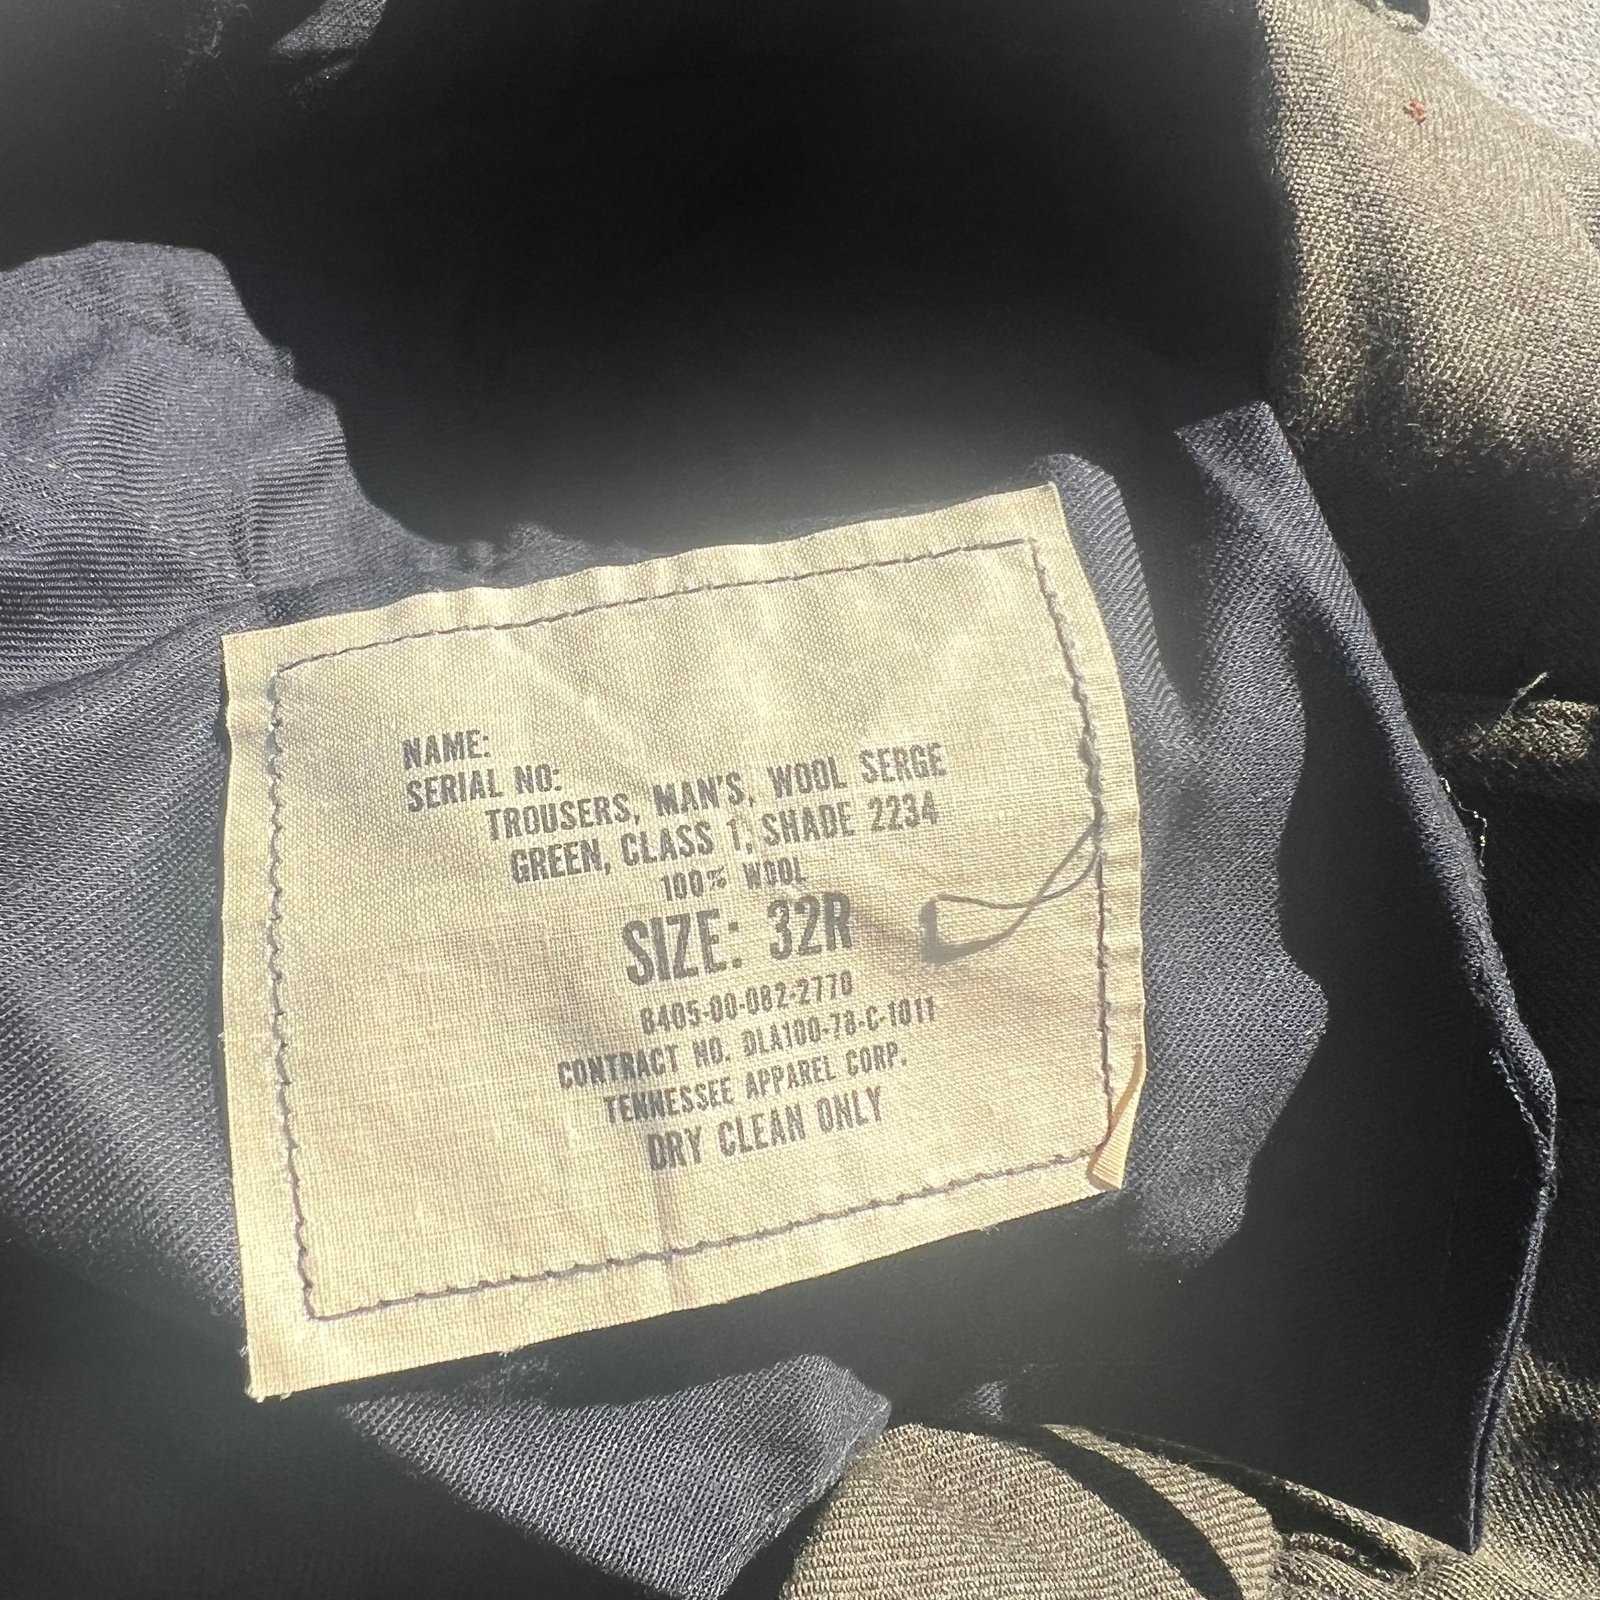 NAME:
SERIAL NO:
TROUSERS, MAN'S, WOOL SERGE
GREEN, CLASS 1, SHADE 2234
100% WOOL
SIZE: 32R
8405-00-082-2770
CONTRACT NO. DLA100-78-C-1011
TENNESSEE APPAREL CORP.
DRY CLEAN ONLY